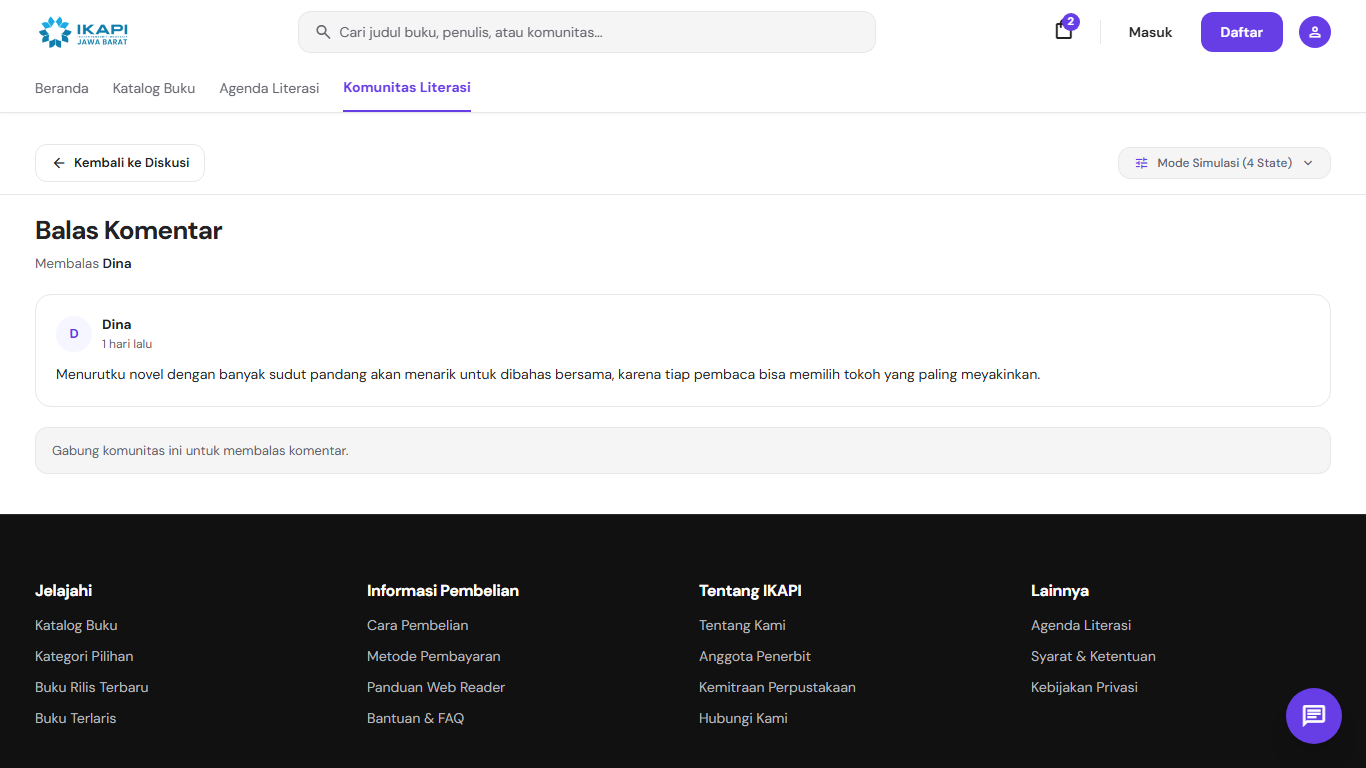 IKAPI
JAWA BARAT
Cari judul buku, penulis, atau komunitas...
2
Masuk
Daftar
Beranda
Katalog Buku
Agenda Literasi
Komunitas Literasi
Kembali ke Diskusi
Mode Simulasi (4 State)
Balas Komentar
Membalas Dina
D
Dina
1 hari lalu
Menurutku novel dengan banyak sudut pandang akan menarik untuk dibahas bersama, karena tiap pembaca bisa memilih tokoh yang paling meyakinkan.
Gabung komunitas ini untuk membalas komentar.
Jelajahi
Katalog Buku
Kategori Pilihan
Buku Rilis Terbaru
Buku Terlaris
Informasi Pembelian
Cara Pembelian
Metode Pembayaran
Panduan Web Reader
Bantuan & FAQ
Tentang IKAPI
Tentang Kami
Anggota Penerbit
Kemitraan Perpustakaan
Hubungi Kami
Lainnya
Agenda Literasi
Syarat & Ketentuan
Kebijakan Privasi